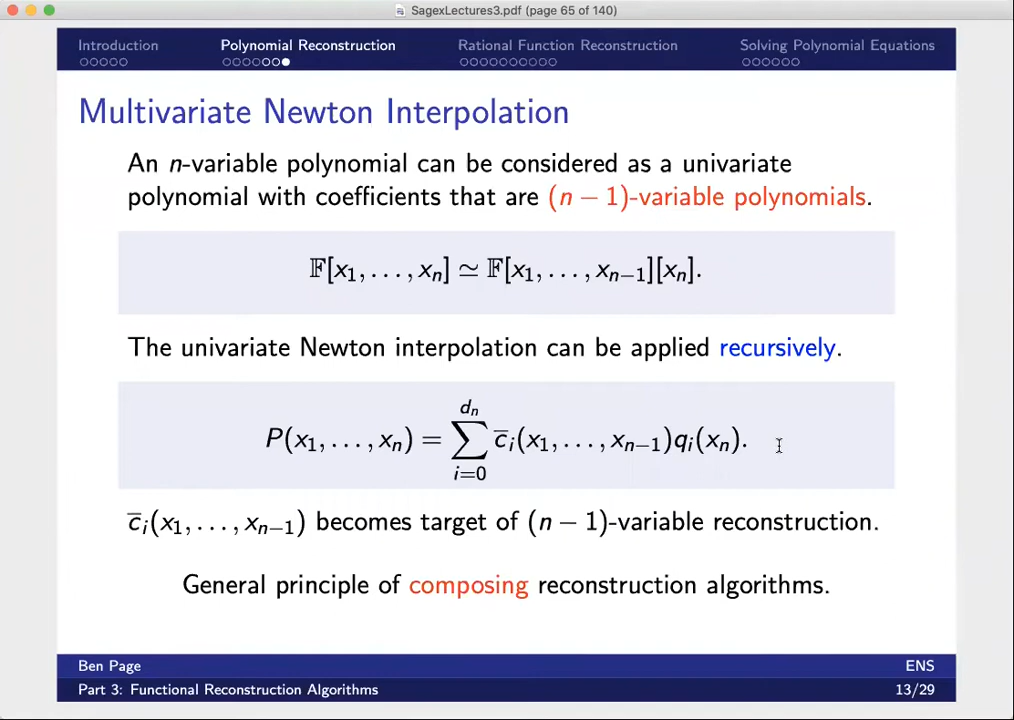 SagexLectures3.pdf (page 65 of 140)
Introduction Polynomial Reconstruction Rational Function Reconstruction Solving Polynomial Equations
Multivariate Newton Interpolation
An n-variable polynomial can be considered as a univariate
polynomial with coefficients that are (n − 1)-variable polynomials.
𝔽[x₁, . . . , xₙ] ≃ 𝔽[x₁, . . . , xₙ₋₁][xₙ].
The univariate Newton interpolation can be applied recursively.
P(x₁, . . . , xₙ) = ∑_{i=0}^{dₙ} c̅ᵢ(x₁, . . . , xₙ₋₁)qᵢ(xₙ).
c̅ᵢ(x₁, . . . , xₙ₋₁) becomes target of (n − 1)-variable reconstruction.
General principle of composing reconstruction algorithms.
Ben Page ENS
Part 3: Functional Reconstruction Algorithms 13/29